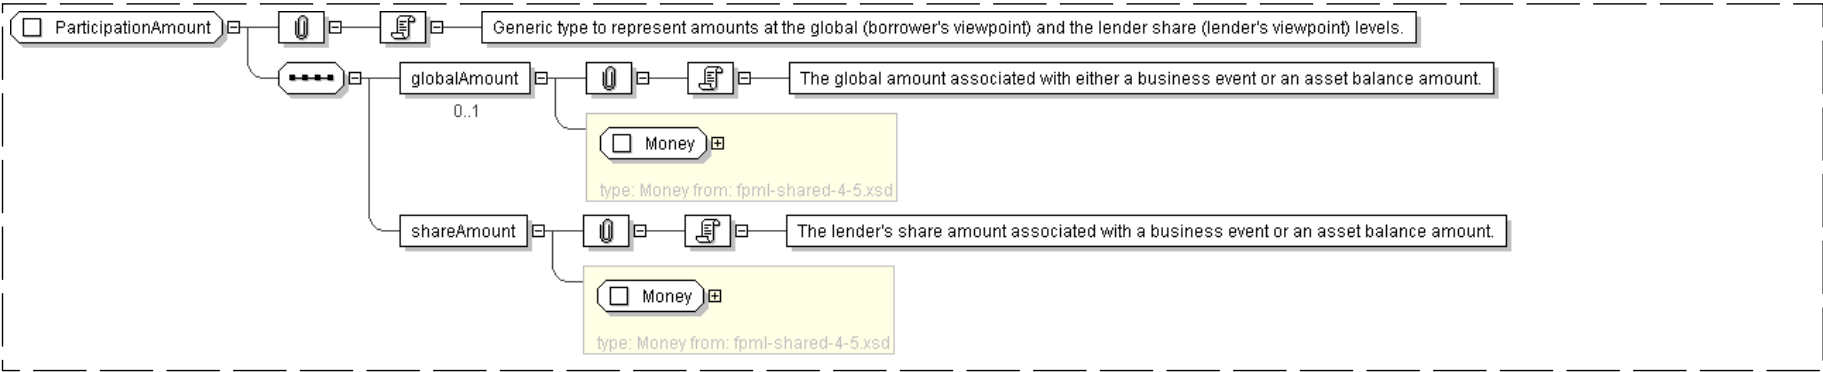 ParticipationAmount
Generic type to represent amounts at the global (borrower's viewpoint) and the lender share (lender's viewpoint) levels.
globalAmount
The global amount associated with either a business event or an asset balance amount.
0..1
Money
type: Money from: fpml-shared-4-5.xsd
shareAmount
The lender's share amount associated with a business event or an asset balance amount.
Money
type: Money from: fpml-shared-4-5.xsd